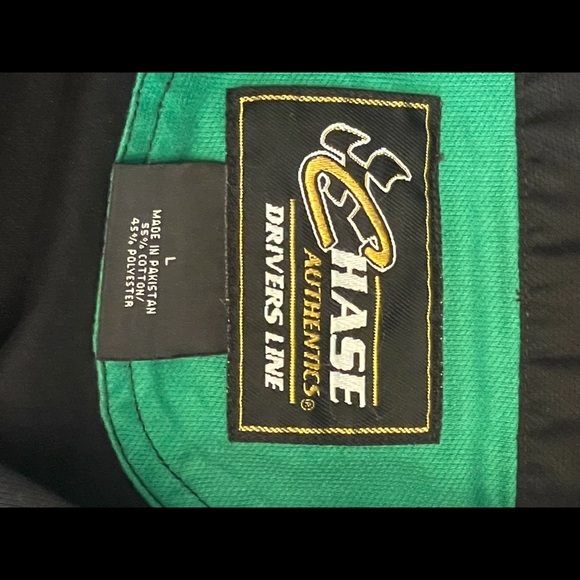 CHASE
AUTHENTICS®
DRIVERS LINE
L
MADE IN PAKISTAN
55% COTTON/
45% POLYESTER